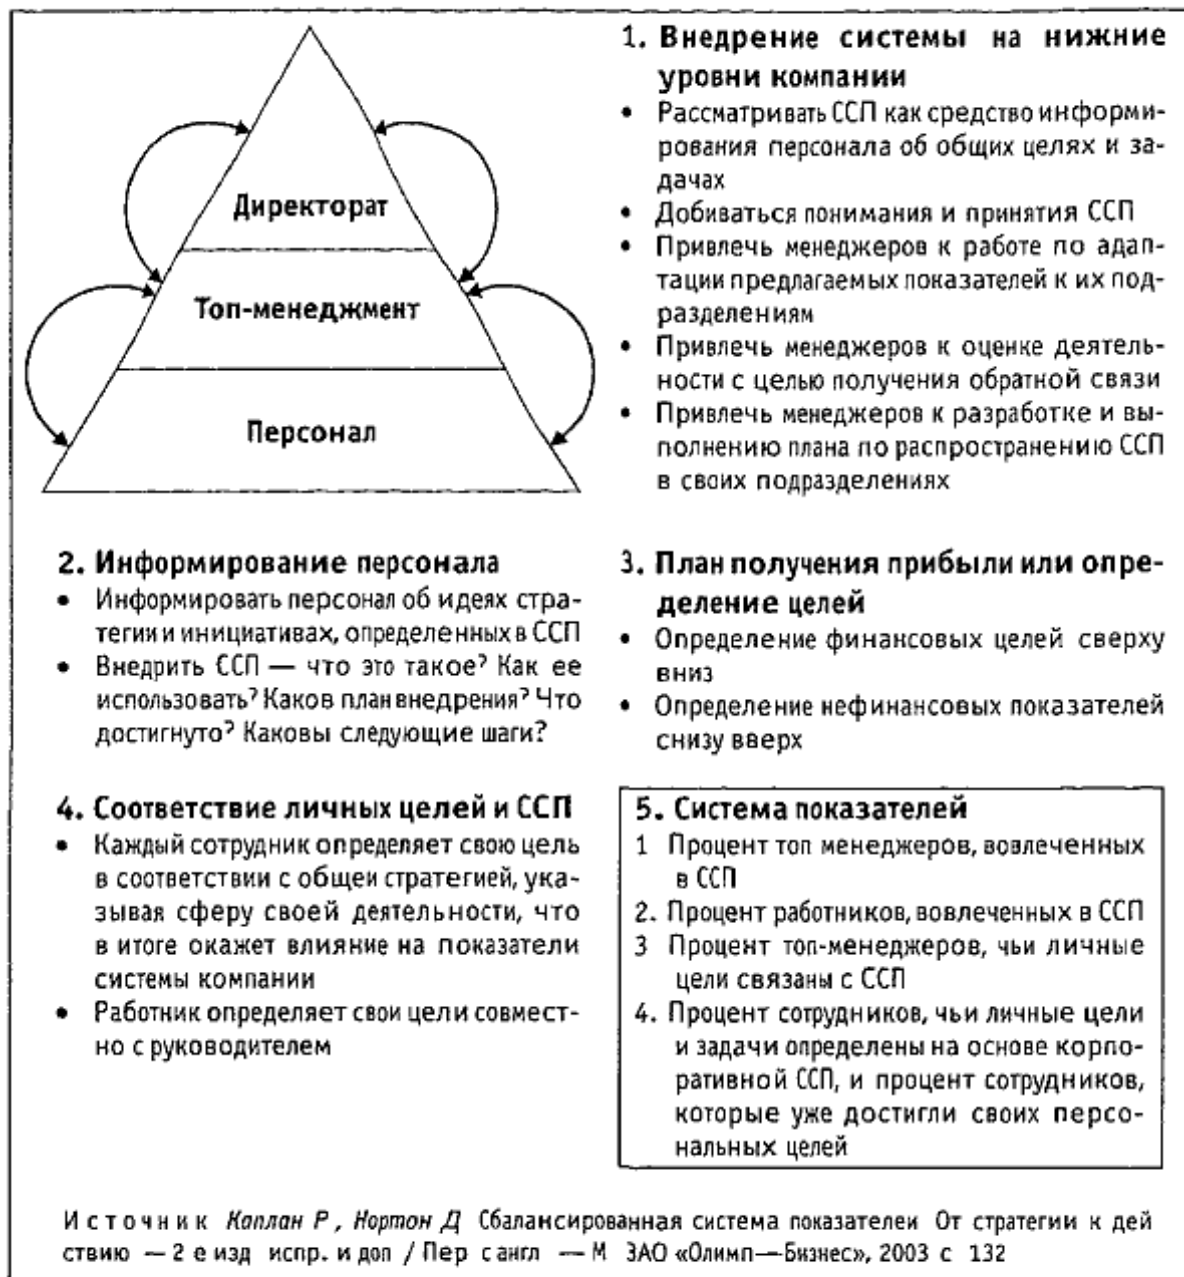 Директорат
Топ-менеджмент
Персонал
1. Внедрение системы на нижние
уровни компании
• Рассматривать ССП как средство информи-
рования персонала об общих целях и за-
дачах
• Добиваться понимания и принятия ССП
• Привлечь менеджеров к работе по адап-
тации предлагаемых показателей к их под-
разделениям
• Привлечь менеджеров к оценке деятель-
ности с целью получения обратной связи
• Привлечь менеджеров к разработке и вы-
полнению плана по распространению ССП
в своих подразделениях
2. Информирование персонала
• Информировать персонал об идеях стра-
тегии и инициативах, определенных в ССП
• Внедрить ССП — что это такое? Как ее
использовать? Каков план внедрения? Что
достигнуто? Каковы следующие шаги?
3. План получения прибыли или опре-
деление целей
• Определение финансовых целей сверху
вниз
• Определение нефинансовых показателей
снизу вверх
4. Соответствие личных целей и ССП
• Каждый сотрудник определяет свою цель
в соответствии с общеи стратегией, ука-
зывая сферу своей деятельности, что
в итоге окажет влияние на показатели
системы компании
• Работник определяет свои цели совмест-
но с руководителем
5. Система показателей
1 Процент топ менеджеров, вовлеченных
в ССП
2. Процент работников, вовлеченных в ССП
3 Процент топ-менеджеров, чьи личные
цели связаны с ССП
4. Процент сотрудников, чьи личные цели
и задачи определены на основе корпо-
ративной ССП, и процент сотрудников,
которые уже достигли своих персо-
нальных целей
Источник Каплан Р , Нортон Д Сбалансированная система показателеи От стратегии к дей
ствию — 2 е изд испр. и доп / Пер с англ — М ЗАО «Олимп—Бизнес», 2003 с 132